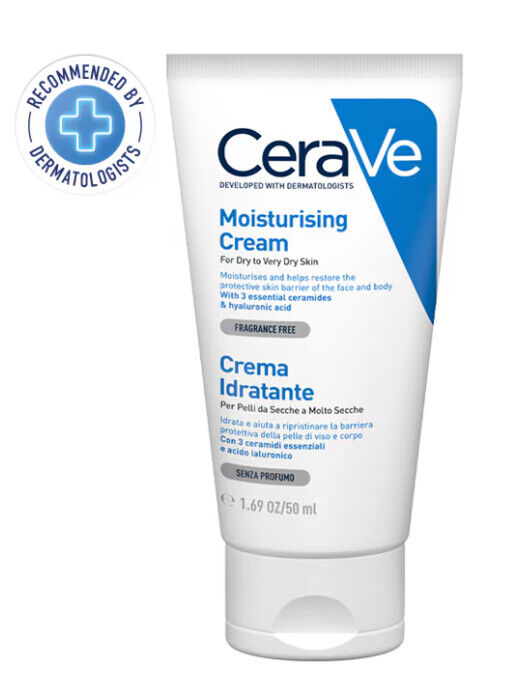 RECOMMENDED BY
DERMATOLOGISTS
CeraVe
DEVELOPED WITH DERMATOLOGISTS
Moisturising
Cream
For Dry to Very Dry Skin
Moisturises and helps restore the
protective skin barrier of the face and body
With 3 essential ceramides
& hyaluronic acid
FRAGRANCE FREE
Crema
Idratante
Per Pelli da Secche a Molto Secche
Idrata e aiuta a ripristinare la barriera
protettiva della pelle di viso e corpo
Con 3 ceramidi essenziali
e acido ialuronico
SENZA PROFUMO
℮ 1.69 OZ/50 ml